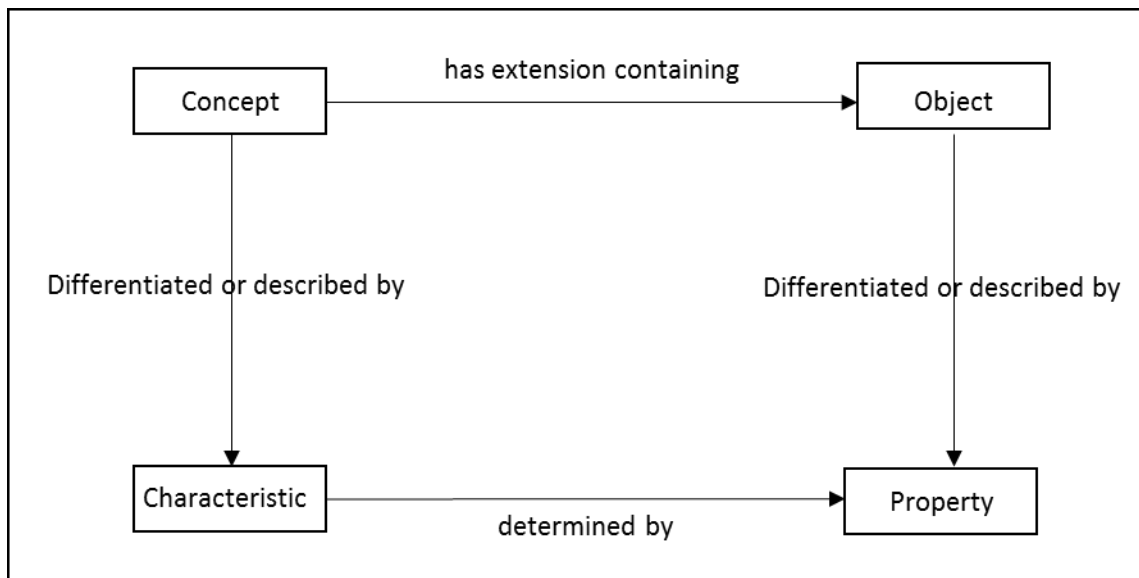 has extension containing
Concept
Object
Differentiated or described by
Differentiated or described by
Characteristic
Property
determined by